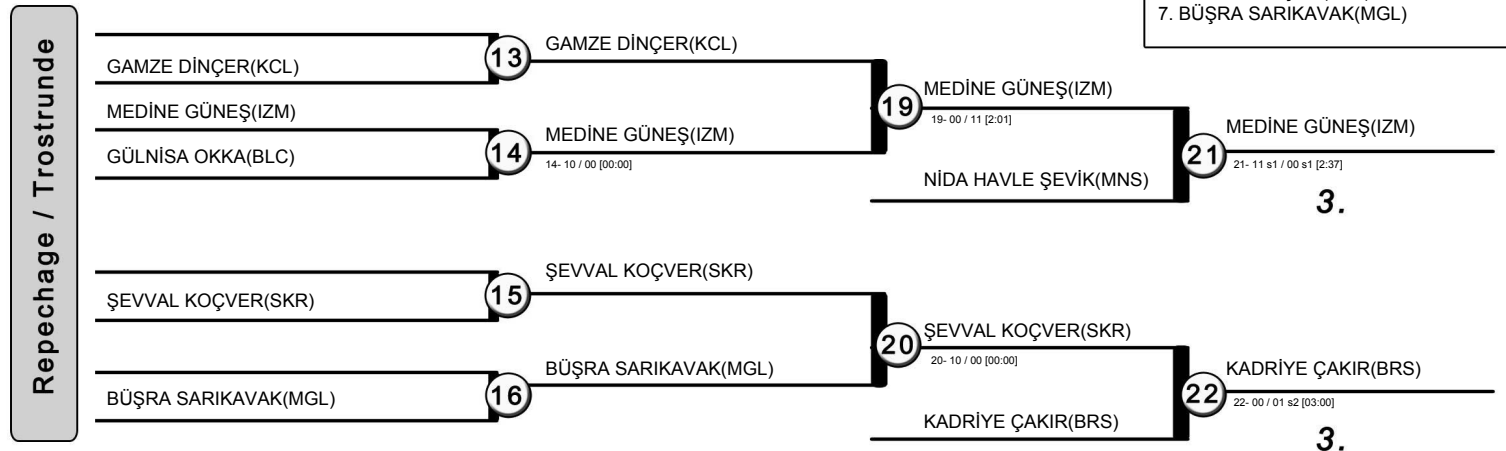 7. BÜŞRA SARIKAVAK(MGL)
Repechage / Trostrunde
GAMZE DİNÇER(KCL)
13
GAMZE DİNÇER(KCL)
MEDİNE GÜNEŞ(IZM)
GÜLNİSA OKKA(BLC)
14
MEDİNE GÜNEŞ(IZM)
14- 10 / 00 [00:00]
19
MEDİNE GÜNEŞ(IZM)
19- 00 / 11 [2:01]
NİDA HAVLE ŞEVİK(MNS)
21
MEDİNE GÜNEŞ(IZM)
21- 11 s1 / 00 s1 [2:37]
3.
ŞEVVAL KOÇVER(SKR)
15
ŞEVVAL KOÇVER(SKR)
BÜŞRA SARIKAVAK(MGL)
16
BÜŞRA SARIKAVAK(MGL)
20
ŞEVVAL KOÇVER(SKR)
20- 10 / 00 [00:00]
KADRİYE ÇAKIR(BRS)
22
KADRİYE ÇAKIR(BRS)
22- 00 / 01 s2 [03:00]
3.